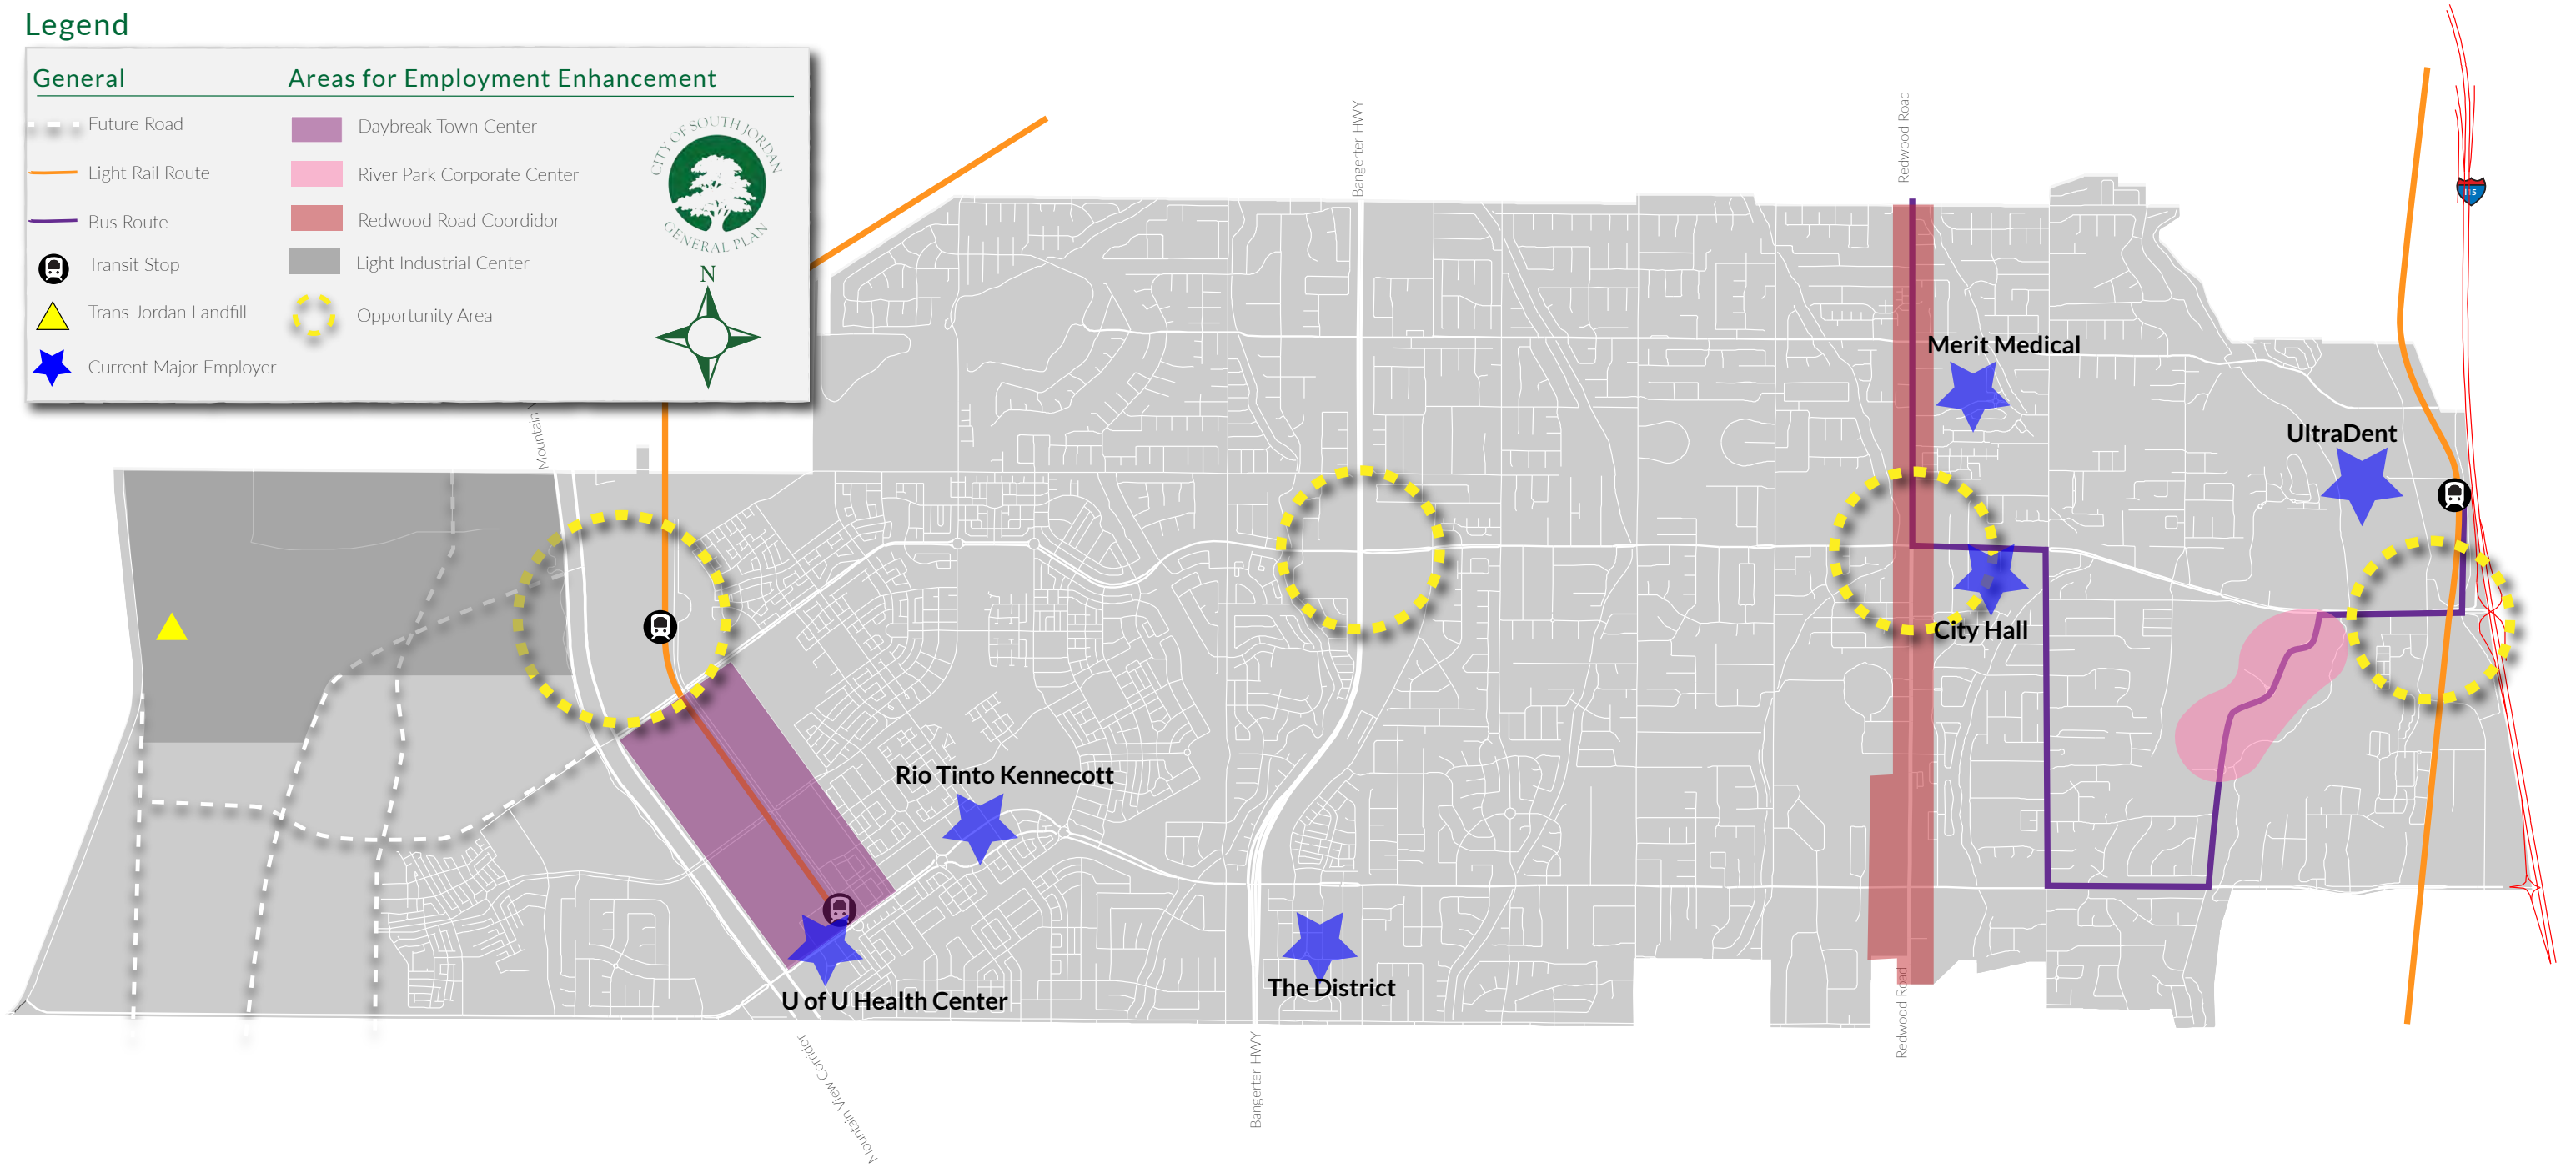 Legend
General
Areas for Employment Enhancement
Future Road
Light Rail Route
Bus Route
Transit Stop
Trans-Jordan Landfill
Current Major Employer
Daybreak Town Center
River Park Corporate Center
Redwood Road Coordidor
Light Industrial Center
Opportunity Area
CITY OF SOUTH JORDAN
GENERAL PLAN
N
Bangerter HWY
Redwood Road
I15
Mountain
Merit Medical
UltraDent
City Hall
Rio Tinto Kennecott
U of U Health Center
The District
Redwood Road
Bangerter HWY
Mountain View Corridor